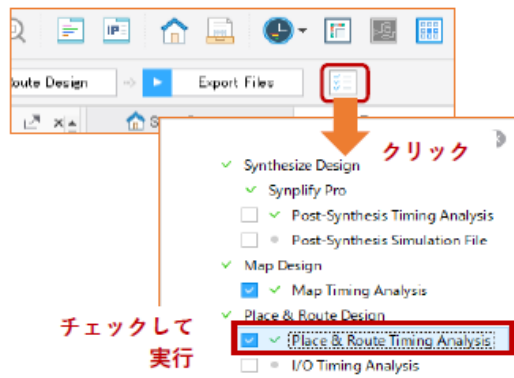 IP
oute Design
Export Files
S
クリック
Synthesize Design
Synplify Pro
Post-Synthesis Timing Analysis
Post-Synthesis Simulation File
Map Design
Map Timing Analysis
Place & Route Design
チェックして
実行
Place & Route Timing Analysis
I/O Timing Analysis